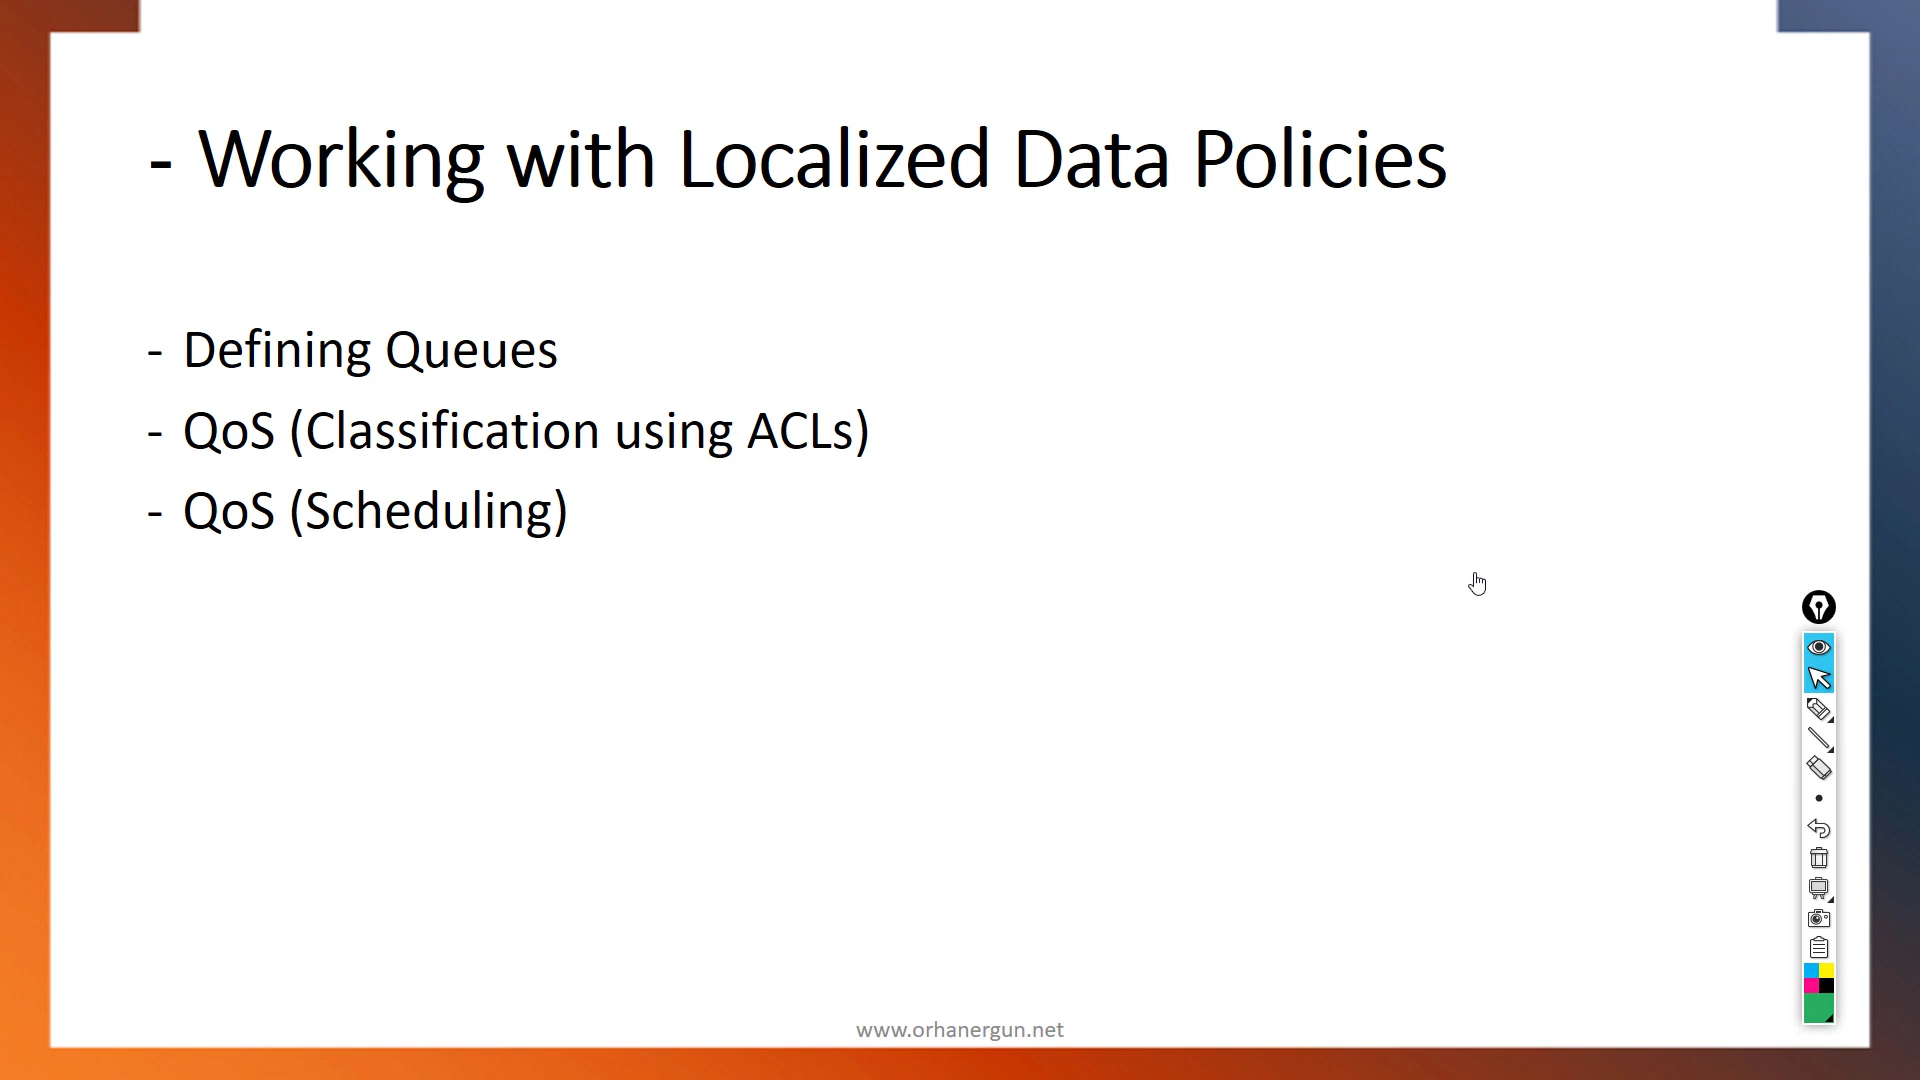 - Working with Localized Data Policies
- Defining Queues
- QoS (Classification using ACLs)
- QoS (Scheduling)
www.orhanergun.net